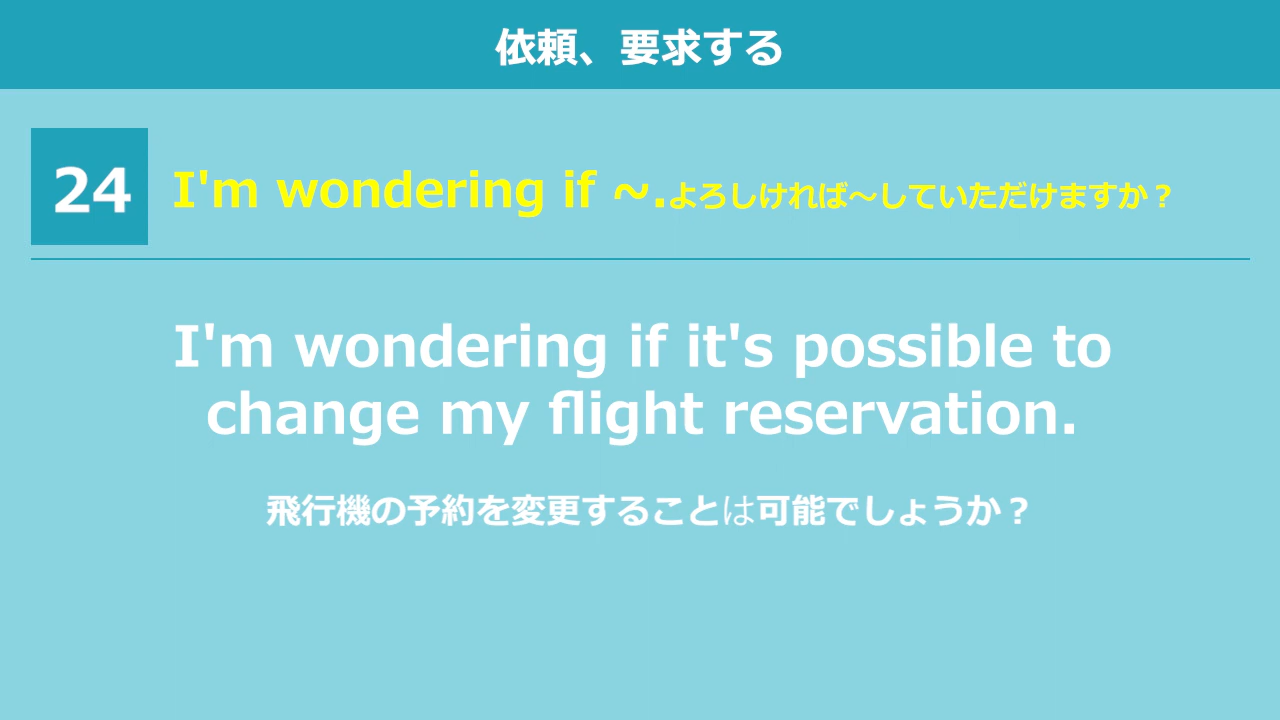 依頼、要求する
24
I'm wondering if ~.よろしければ～していただけますか？
I'm wondering if it's possible to
change my flight reservation.
飛行機の予約を変更することは可能でしょうか？